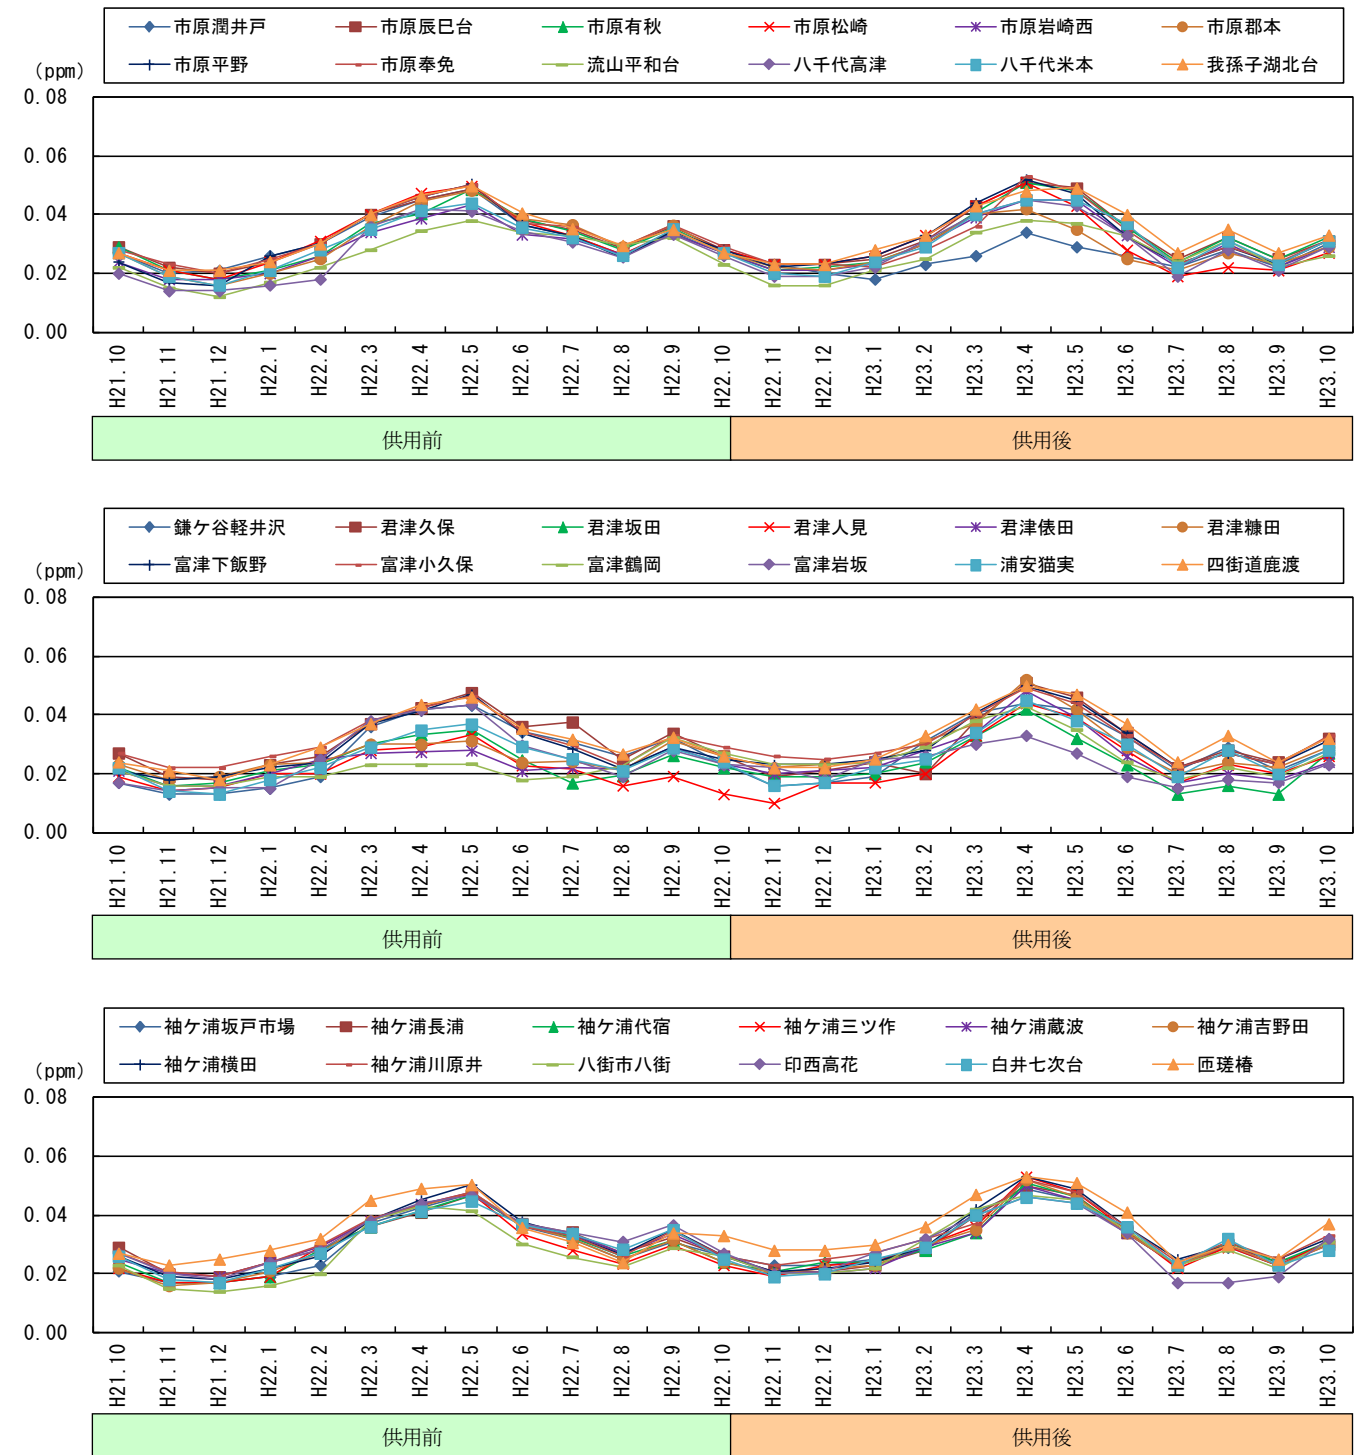 市原潤井戸 市原辰巳台 市原有秋 市原松崎 市原岩崎西 市原郡本
市原平野 市原奉免 流山平和台 八千代高津 八千代米本 我孫子湖北台
(ppm)
0.08
0.06
0.04
0.02
0.00
H21.10 H21.11 H21.12 H22.1 H22.2 H22.3 H22.4 H22.5 H22.6 H22.7 H22.8 H22.9 H22.10 H22.11 H22.12 H23.1 H23.2 H23.3 H23.4 H23.5 H23.6 H23.7 H23.8 H23.9 H23.10
供用前 供用後
鎌ケ谷軽井沢 君津久保 君津坂田 君津人見 君津俵田 君津糠田
富津下飯野 富津小久保 富津鶴岡 富津岩坂 浦安猫実 四街道鹿渡
(ppm)
0.08
0.06
0.04
0.02
0.00
H21.10 H21.11 H21.12 H22.1 H22.2 H22.3 H22.4 H22.5 H22.6 H22.7 H22.8 H22.9 H22.10 H22.11 H22.12 H23.1 H23.2 H23.3 H23.4 H23.5 H23.6 H23.7 H23.8 H23.9 H23.10
供用前 供用後
袖ケ浦坂戸市場 袖ケ浦長浦 袖ケ浦代宿 袖ケ浦三ツ作 袖ケ浦蔵波 袖ケ浦吉野田
袖ケ浦横田 袖ケ浦川原井 八街市八街 印西高花 白井七次台 匝瑳椿
(ppm)
0.08
0.06
0.04
0.02
0.00
H21.10 H21.11 H21.12 H22.1 H22.2 H22.3 H22.4 H22.5 H22.6 H22.7 H22.8 H22.9 H22.10 H22.11 H22.12 H23.1 H23.2 H23.3 H23.4 H23.5 H23.6 H23.7 H23.8 H23.9 H23.10
供用前 供用後